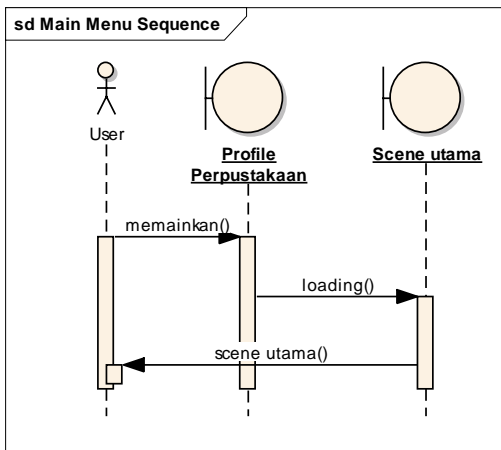 sd Main Menu Sequence
User
Profile
Perpustakaan
Scene utama
memainkan()
loading()
scene utama()